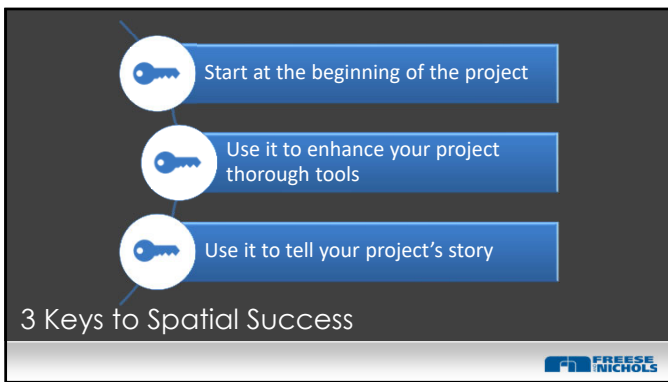 Start at the beginning of the project
Use it to enhance your project
thorough tools
Use it to tell your project's story
3 Keys to Spatial Success
FREESE
AND NICHOLS